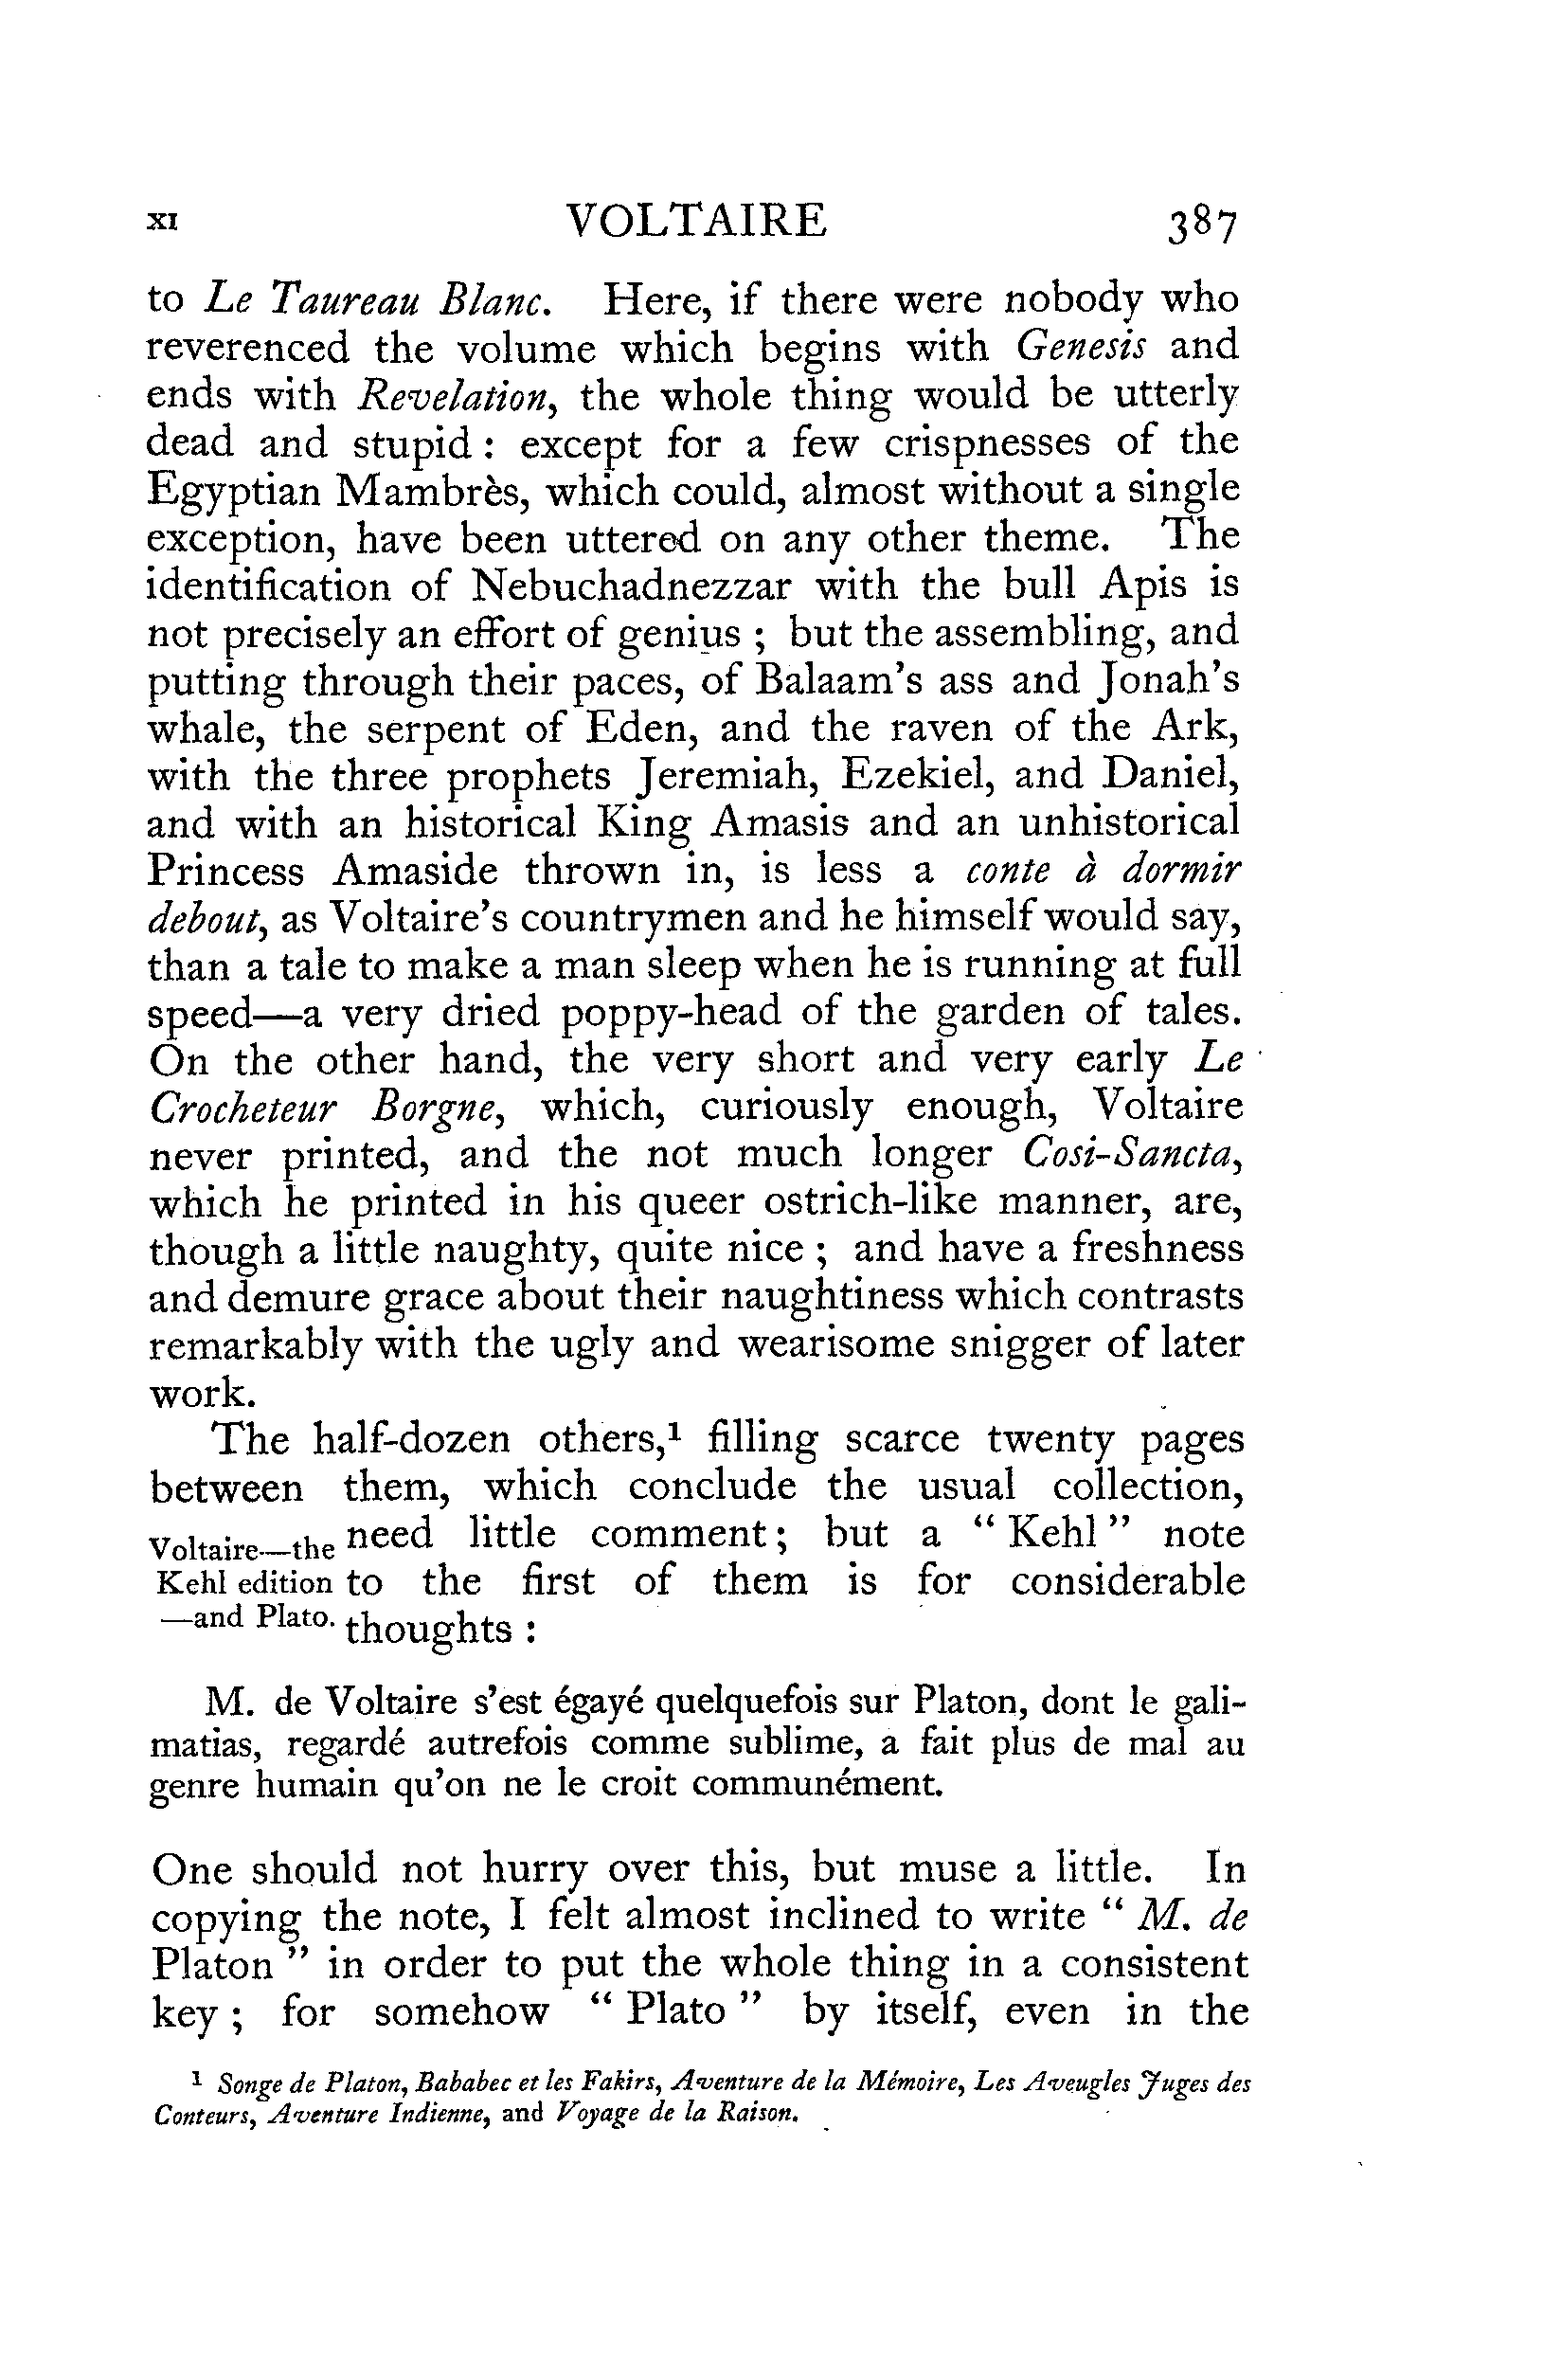 XI VOLTAIRE 387
to Le Taureau Blanc. Here, if there were nobody who
reverenced the volume which begins with Genesis and
ends with Revelation, the whole thing would be utterly
dead and stupid : except for a few crispnesses of the
Egyptian Mambrès, which could, almost without a single
exception, have been uttered on any other theme. The
identification of Nebuchadnezzar with the bull Apis is
not precisely an effort of genius ; but the assembling, and
putting through their paces, of Balaam's ass and Jonah's
whale, the serpent of Eden, and the raven of the Ark,
with the three prophets Jeremiah, Ezekiel, and Daniel,
and with an historical King Amasis and an unhistorical
Princess Amaside thrown in, is less a conte à dormir
debout, as Voltaire's countrymen and he himself would say,
than a tale to make a man sleep when he is running at full
speed—a very dried poppy-head of the garden of tales.
On the other hand, the very short and very early Le
Crocheteur Borgne, which, curiously enough, Voltaire
never printed, and the not much longer Cosi-Sancta,
which he printed in his queer ostrich-like manner, are,
though a little naughty, quite nice ; and have a freshness
and demure grace about their naughtiness which contrasts
remarkably with the ugly and wearisome snigger of later
work.
The half-dozen others,¹ filling scarce twenty pages
between them, which conclude the usual collection,
Voltaire—the need little comment ; but a " Kehl " note
Kehl edition to the first of them is for considerable
—and Plato. thoughts :
M. de Voltaire s'est égayé quelquefois sur Platon, dont le gali-
matias, regardé autrefois comme sublime, a fait plus de mal au
genre humain qu'on ne le croit communément.
One should not hurry over this, but muse a little. In
copying the note, I felt almost inclined to write " M. de
Platon " in order to put the whole thing in a consistent
key ; for somehow " Plato " by itself, even in the
¹ Songe de Platon, Bababec et les Fakirs, Aventure de la Mémoire, Les Aveugles Juges des
Conteurs, Aventure Indienne, and Voyage de la Raison.